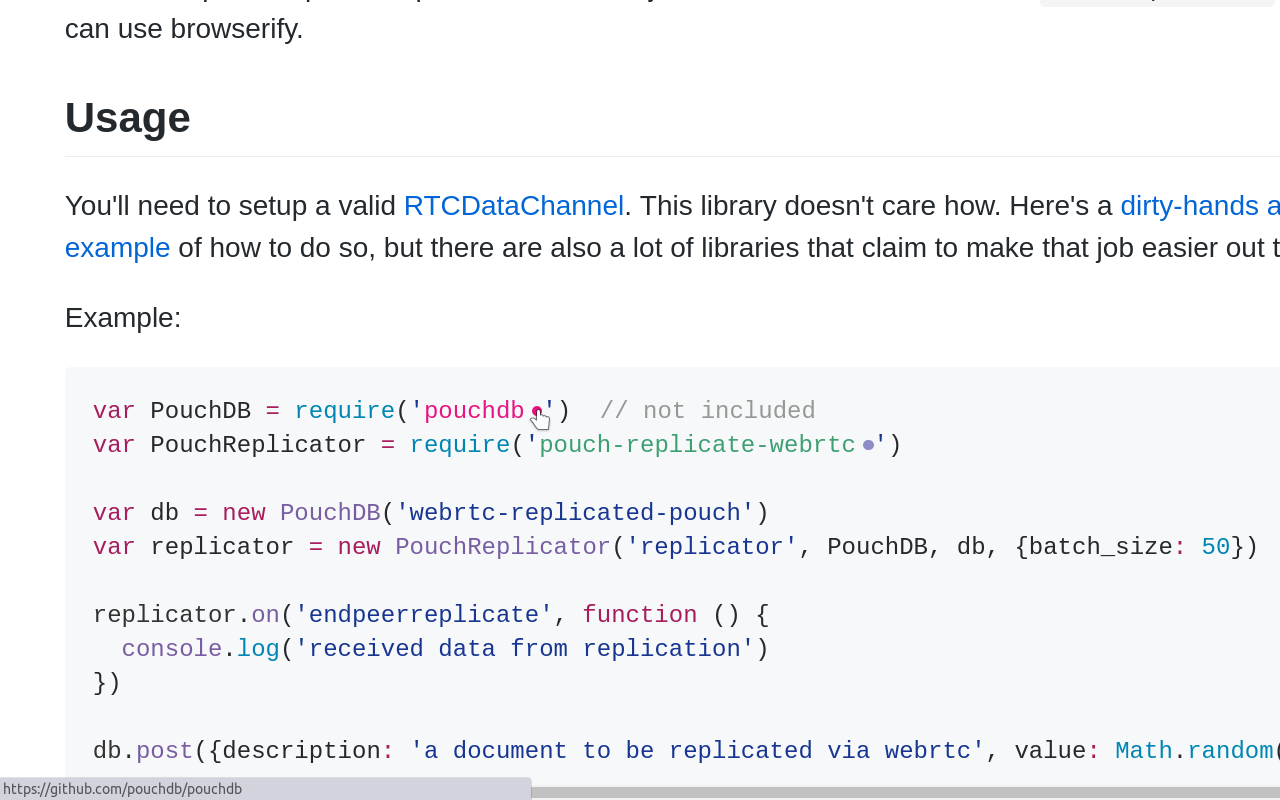 can use browserify.
Usage
You'll need to setup a valid RTCDataChannel. This library doesn't care how. Here's a dirty-hands a
example of how to do so, but there are also a lot of libraries that claim to make that job easier out t
Example:
var PouchDB = require('pouchdb')  // not included
var PouchReplicator = require('pouch-replicate-webrtc')
var db = new PouchDB('webrtc-replicated-pouch')
var replicator = new PouchReplicator('replicator', PouchDB, db, {batch_size: 50})
replicator.on('endpeerreplicate', function () {
  console.log('received data from replication')
})
db.post({description: 'a document to be replicated via webrtc', value: Math.random(
https://github.com/pouchdb/pouchdb